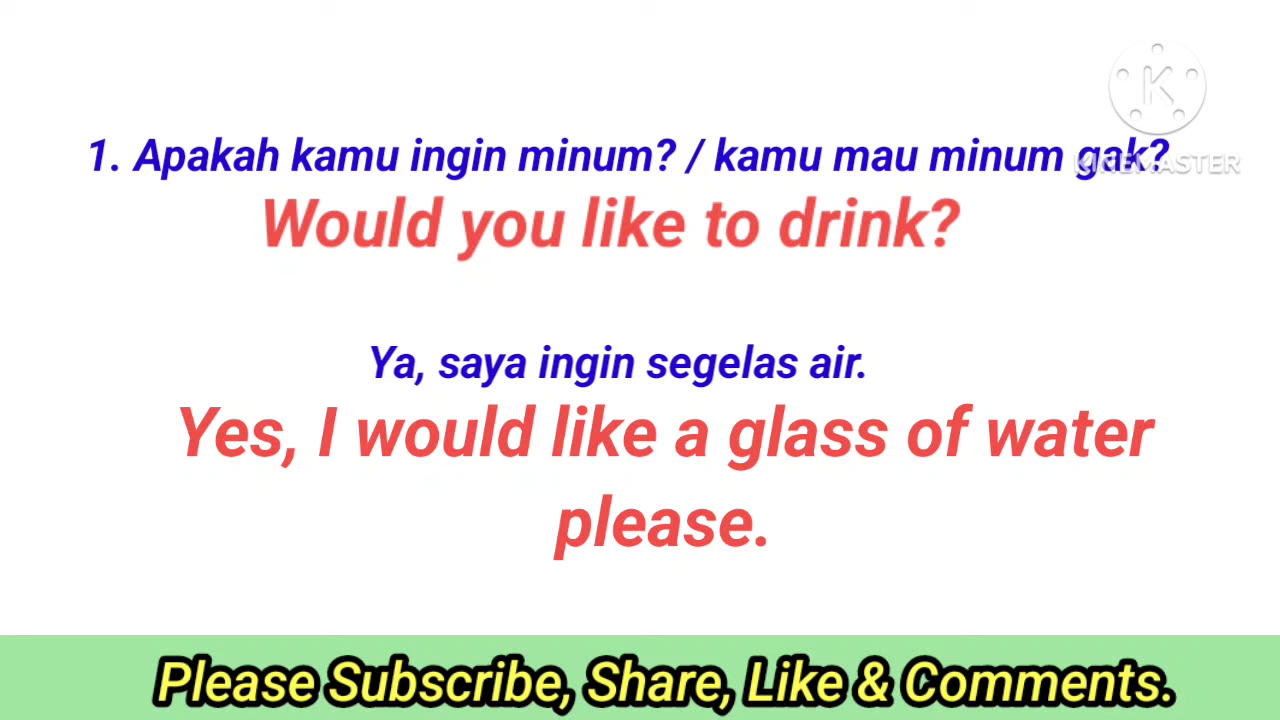 1. Apakah kamu ingin minum? / kamu mau minum gak?
KINEMASTER
Would you like to drink?
Ya, saya ingin segelas air.
Yes, I would like a glass of water
please.
Please Subscribe, Share, Like & Comments.